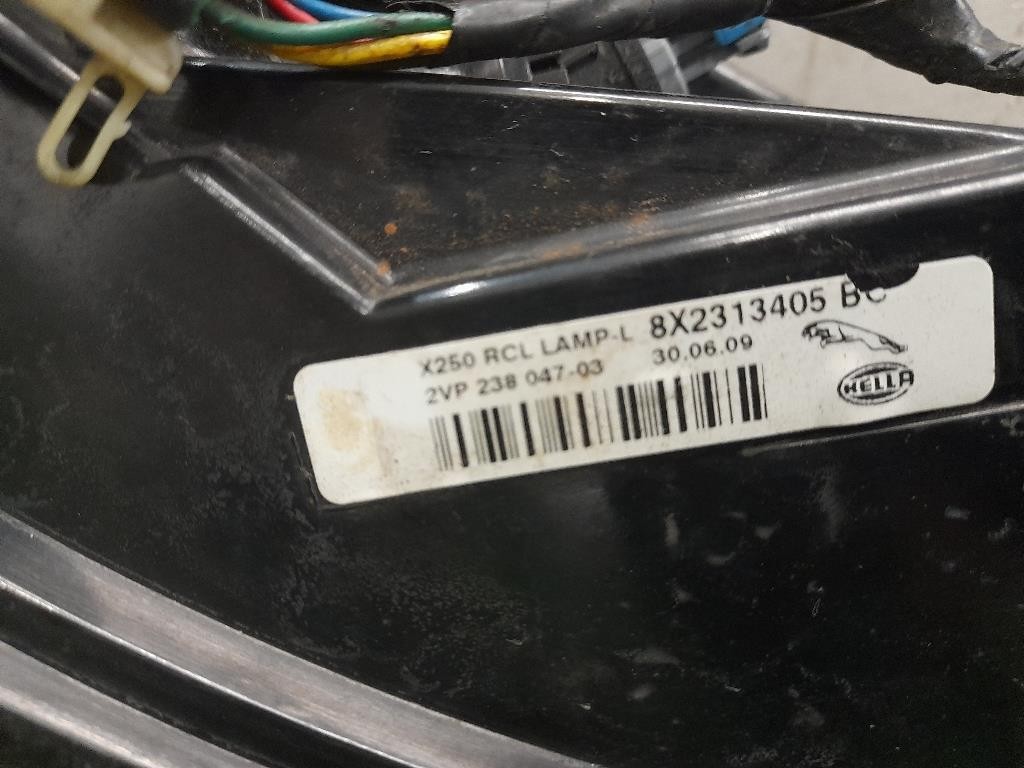 X250 RCL LAMP-L 8X2313405 BC
2VP 238 047-03 30.06.09
HELLA